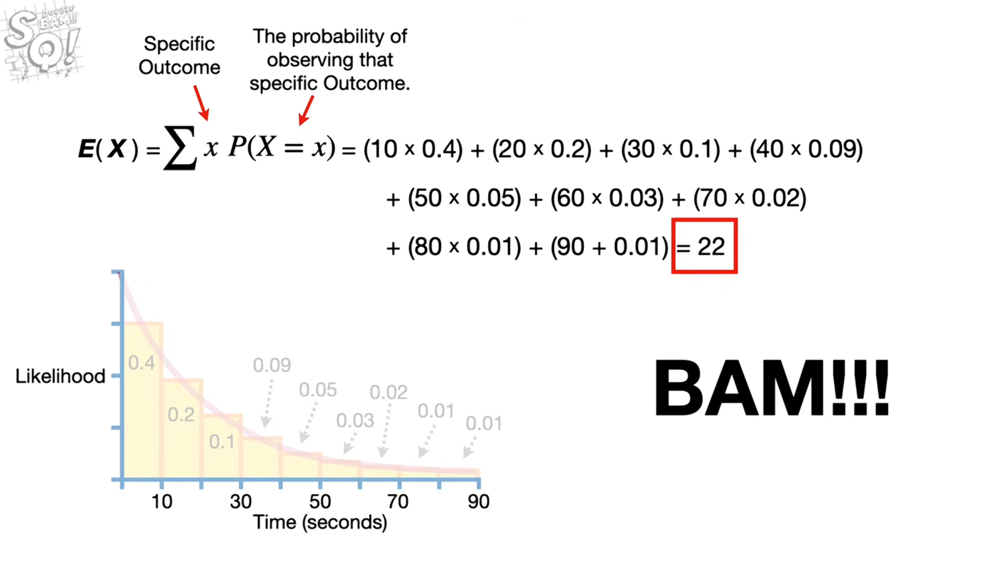 DOUBLE
BAM!!!
SQ!
Specific
Outcome
The probability of
observing that
specific Outcome.
E(X) = ∑ x P(X = x) = (10 x 0.4) + (20 x 0.2) + (30 x 0.1) + (40 x 0.09)
+ (50 x 0.05) + (60 x 0.03) + (70 x 0.02)
+ (80 x 0.01) + (90 + 0.01) = 22
Likelihood
0.4
0.2
0.1
0.09
0.05
0.03
0.02
0.01
0.01
10 30 50 70 90
Time (seconds)
BAM!!!